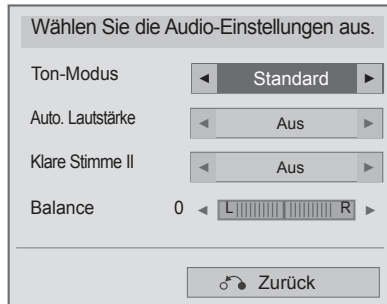 Wählen Sie die Audio-Einstellungen aus.
Ton-Modus ◄ Standard ►
Auto. Lautstärke ◄ Aus ►
Klare Stimme II ◄ Aus ►
Balance 0 ◄ L R ►
Zurück